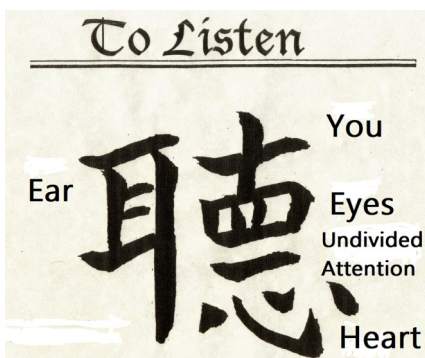 To Listen
聽
You
Ear
Eyes
Undivided
Attention
Heart